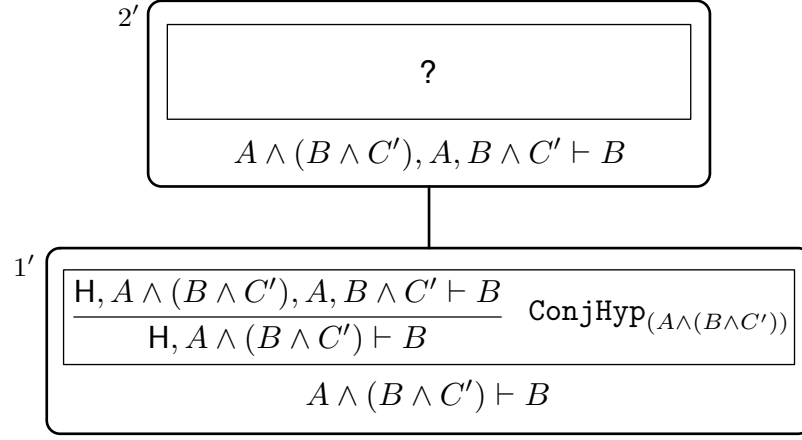 2′
?
A ∧ (B ∧ C′), A, B ∧ C′ ⊢ B
1′
H, A ∧ (B ∧ C′), A, B ∧ C′ ⊢ B
H, A ∧ (B ∧ C′) ⊢ B
ConjHyp(A∧(B∧C′))
A ∧ (B ∧ C′) ⊢ B